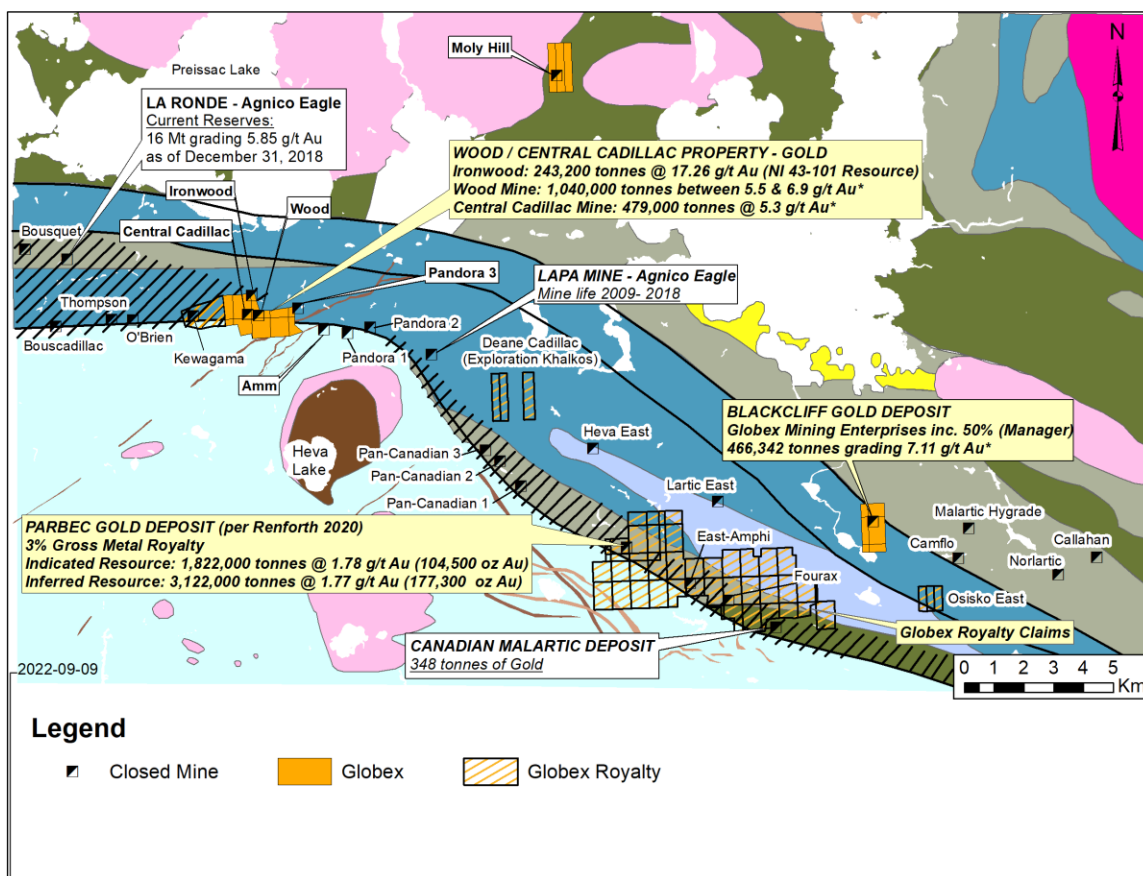 Moly Hill
N
Preissac Lake
LA RONDE - Agnico Eagle
Current Reserves:
16 Mt grading 5.85 g/t Au
as of December 31, 2018
WOOD / CENTRAL CADILLAC PROPERTY - GOLD
Ironwood: 243,200 tonnes @ 17.26 g/t Au (NI 43-101 Resource)
Wood Mine: 1,040,000 tonnes between 5.5 & 6.9 g/t Au*
Central Cadillac Mine: 479,000 tonnes @ 5.3 g/t Au*
Ironwood
Wood
Bousquet
Central Cadillac
Pandora 3
LAPA MINE - Agnico Eagle
Mine life 2009- 2018
Thompson
Bouscadillac
O'Brien
Kewagama
Amm
Pandora 1
Pandora 2
Deane Cadillac
(Exploration Khalkos)
BLACKCLIFF GOLD DEPOSIT
Globex Mining Enterprises inc. 50% (Manager)
466,342 tonnes grading 7.11 g/t Au*
Heva
Lake
Heva East
Pan-Canadian 3
Pan-Canadian 2
Pan-Canadian 1
Lartic East
Malartic Hygrade
Camflo
Callahan
Norlartic
PARBEC GOLD DEPOSIT (per Renforth 2020)
3% Gross Metal Royalty
Indicated Resource: 1,822,000 tonnes @ 1.78 g/t Au (104,500 oz Au)
Inferred Resource: 3,122,000 tonnes @ 1.77 g/t Au (177,300 oz Au)
East-Amphi
Fourax
Osisko East
Globex Royalty Claims
CANADIAN MALARTIC DEPOSIT
348 tonnes of Gold
2022-09-09
0 1 2 3 4 5
Km
Legend
Closed Mine
Globex
Globex Royalty